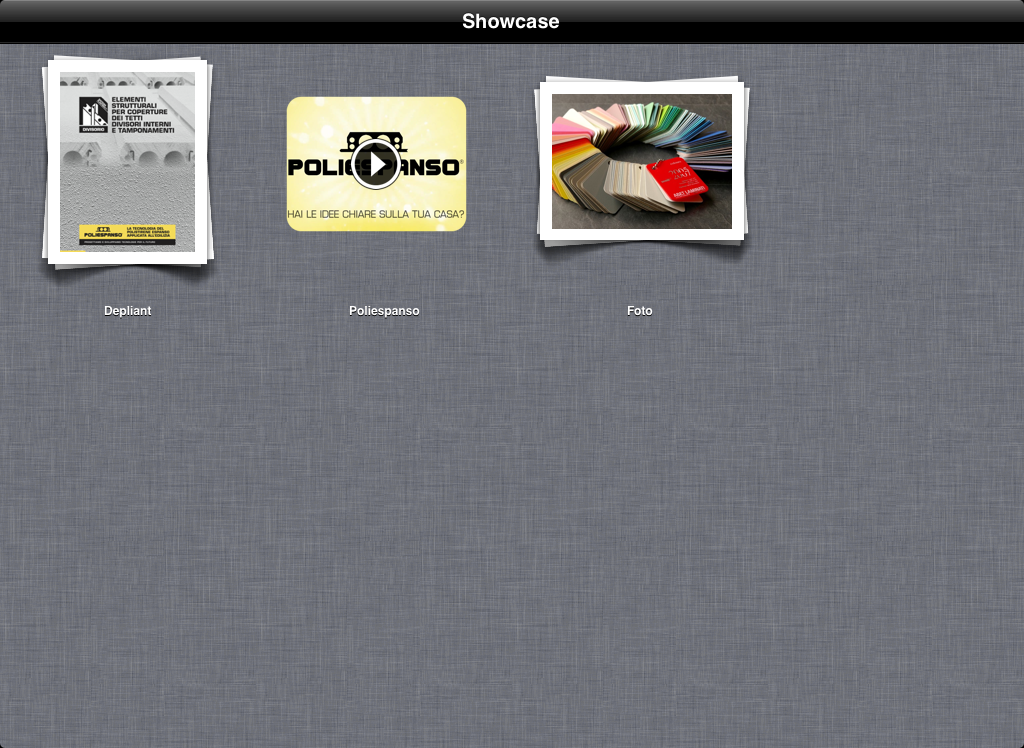 Showcase
ELEMENTI
STRUTTURALI
PER COPERTURE
DEI TETTI
DIVISORI INTERNI
E TAMPONAMENTI
DIVISORIO
POLIESPANSO
LA TECNOLOGIA DEL
POLISTIRENE ESPANSO
APPLICATA ALL'EDILIZIA
POLIESPANSO®
HAI LE IDEE CHIARE SULLA TUA CASA?
Depliant
Poliespanso
Foto